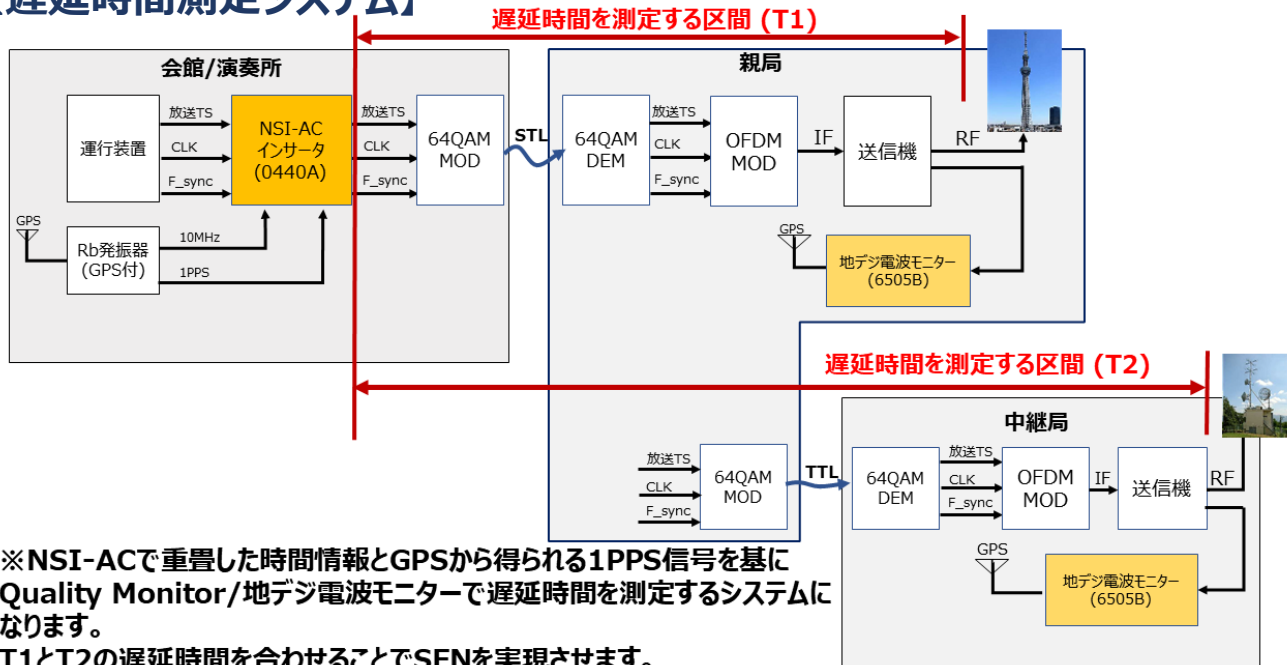 【遅延時間測定システム】
遅延時間を測定する区間 (T1)
会館/演奏所
運行装置
放送TS
CLK
F_sync
NSI-AC
インサータ
(0440A)
放送TS
CLK
F_sync
64QAM
MOD
GPS
Rb発振器
(GPS付)
10MHz
1PPS
STL
親局
64QAM
DEM
放送TS
CLK
F_sync
OFDM
MOD
IF
送信機
RF
GPS
地デジ電波モニター
(6505B)
遅延時間を測定する区間 (T2)
放送TS
CLK
F_sync
64QAM
MOD
TTL
中継局
64QAM
DEM
放送TS
CLK
F_sync
OFDM
MOD
IF
送信機
RF
GPS
地デジ電波モニター
(6505B)
※NSI-ACで重畳した時間情報とGPSから得られる1PPS信号を基に
Quality Monitor/地デジ電波モニターで遅延時間を測定するシステムに
なります。
T1とT2の遅延時間を合わせることでSFNを実現させます。